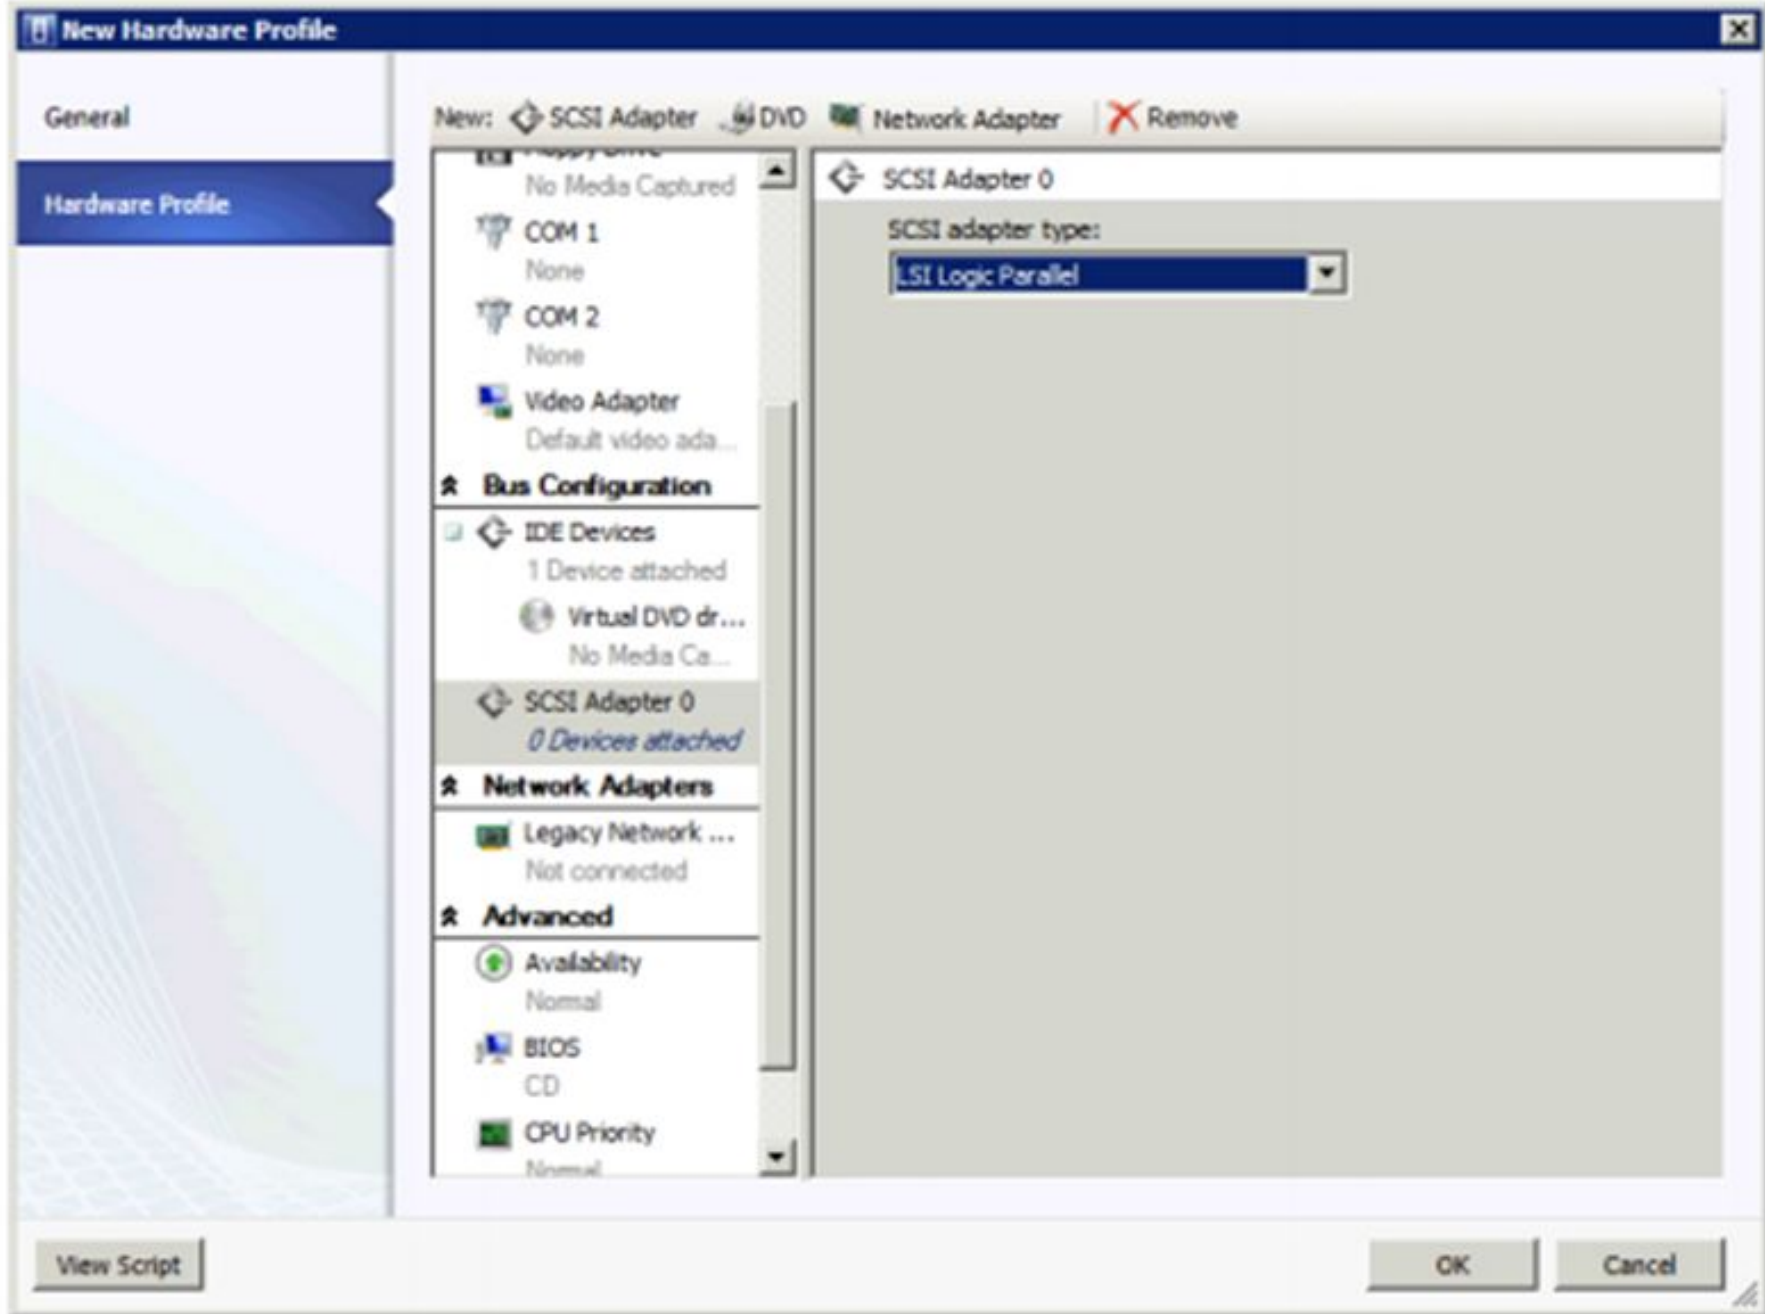 New Hardware Profile
General
Hardware Profile
New: SCSI Adapter DVD Network Adapter Remove
Floppy Drive
No Media Captured
COM 1
None
COM 2
None
Video Adapter
Default video ada...
Bus Configuration
IDE Devices
1 Device attached
Virtual DVD dr...
No Media Ca...
SCSI Adapter 0
0 Devices attached
Network Adapters
Legacy Network ...
Not connected
Advanced
Availability
Normal
BIOS
CD
CPU Priority
Normal
SCSI Adapter 0
SCSI adapter type:
LSI Logic Parallel
View Script
OK
Cancel